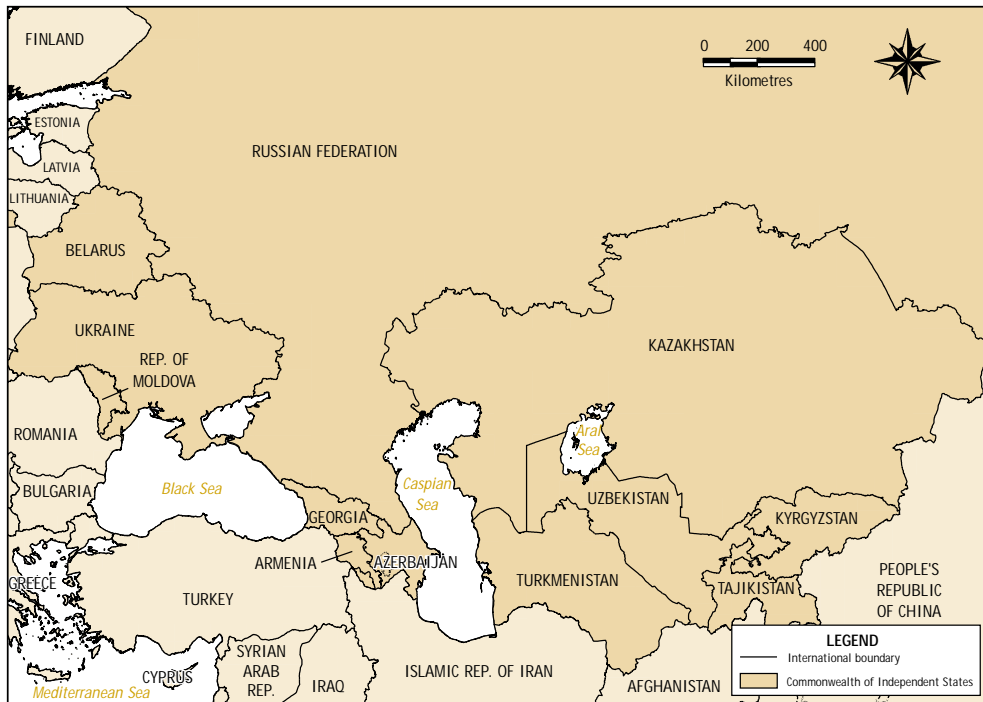 FINLAND
0 200 400
Kilometres
ESTONIA
RUSSIAN FEDERATION
LATVIA
LITHUANIA
BELARUS
UKRAINE
KAZAKHSTAN
REP. OF
MOLDOVA
ROMANIA
Aral
Sea
BULGARIA
Black Sea
Caspian
Sea
UZBEKISTAN
GEORGIA
KYRGYZSTAN
ARMENIA
AZERBAIJAN
GREECE
TURKEY
TURKMENISTAN
TAJIKISTAN
PEOPLE'S
REPUBLIC
OF CHINA
SYRIAN
ARAB
REP.
CYPRUS
IRAQ
ISLAMIC REP. OF IRAN
AFGHANISTAN
Mediterranean Sea
LEGEND
International boundary
Commonwealth of Independent States